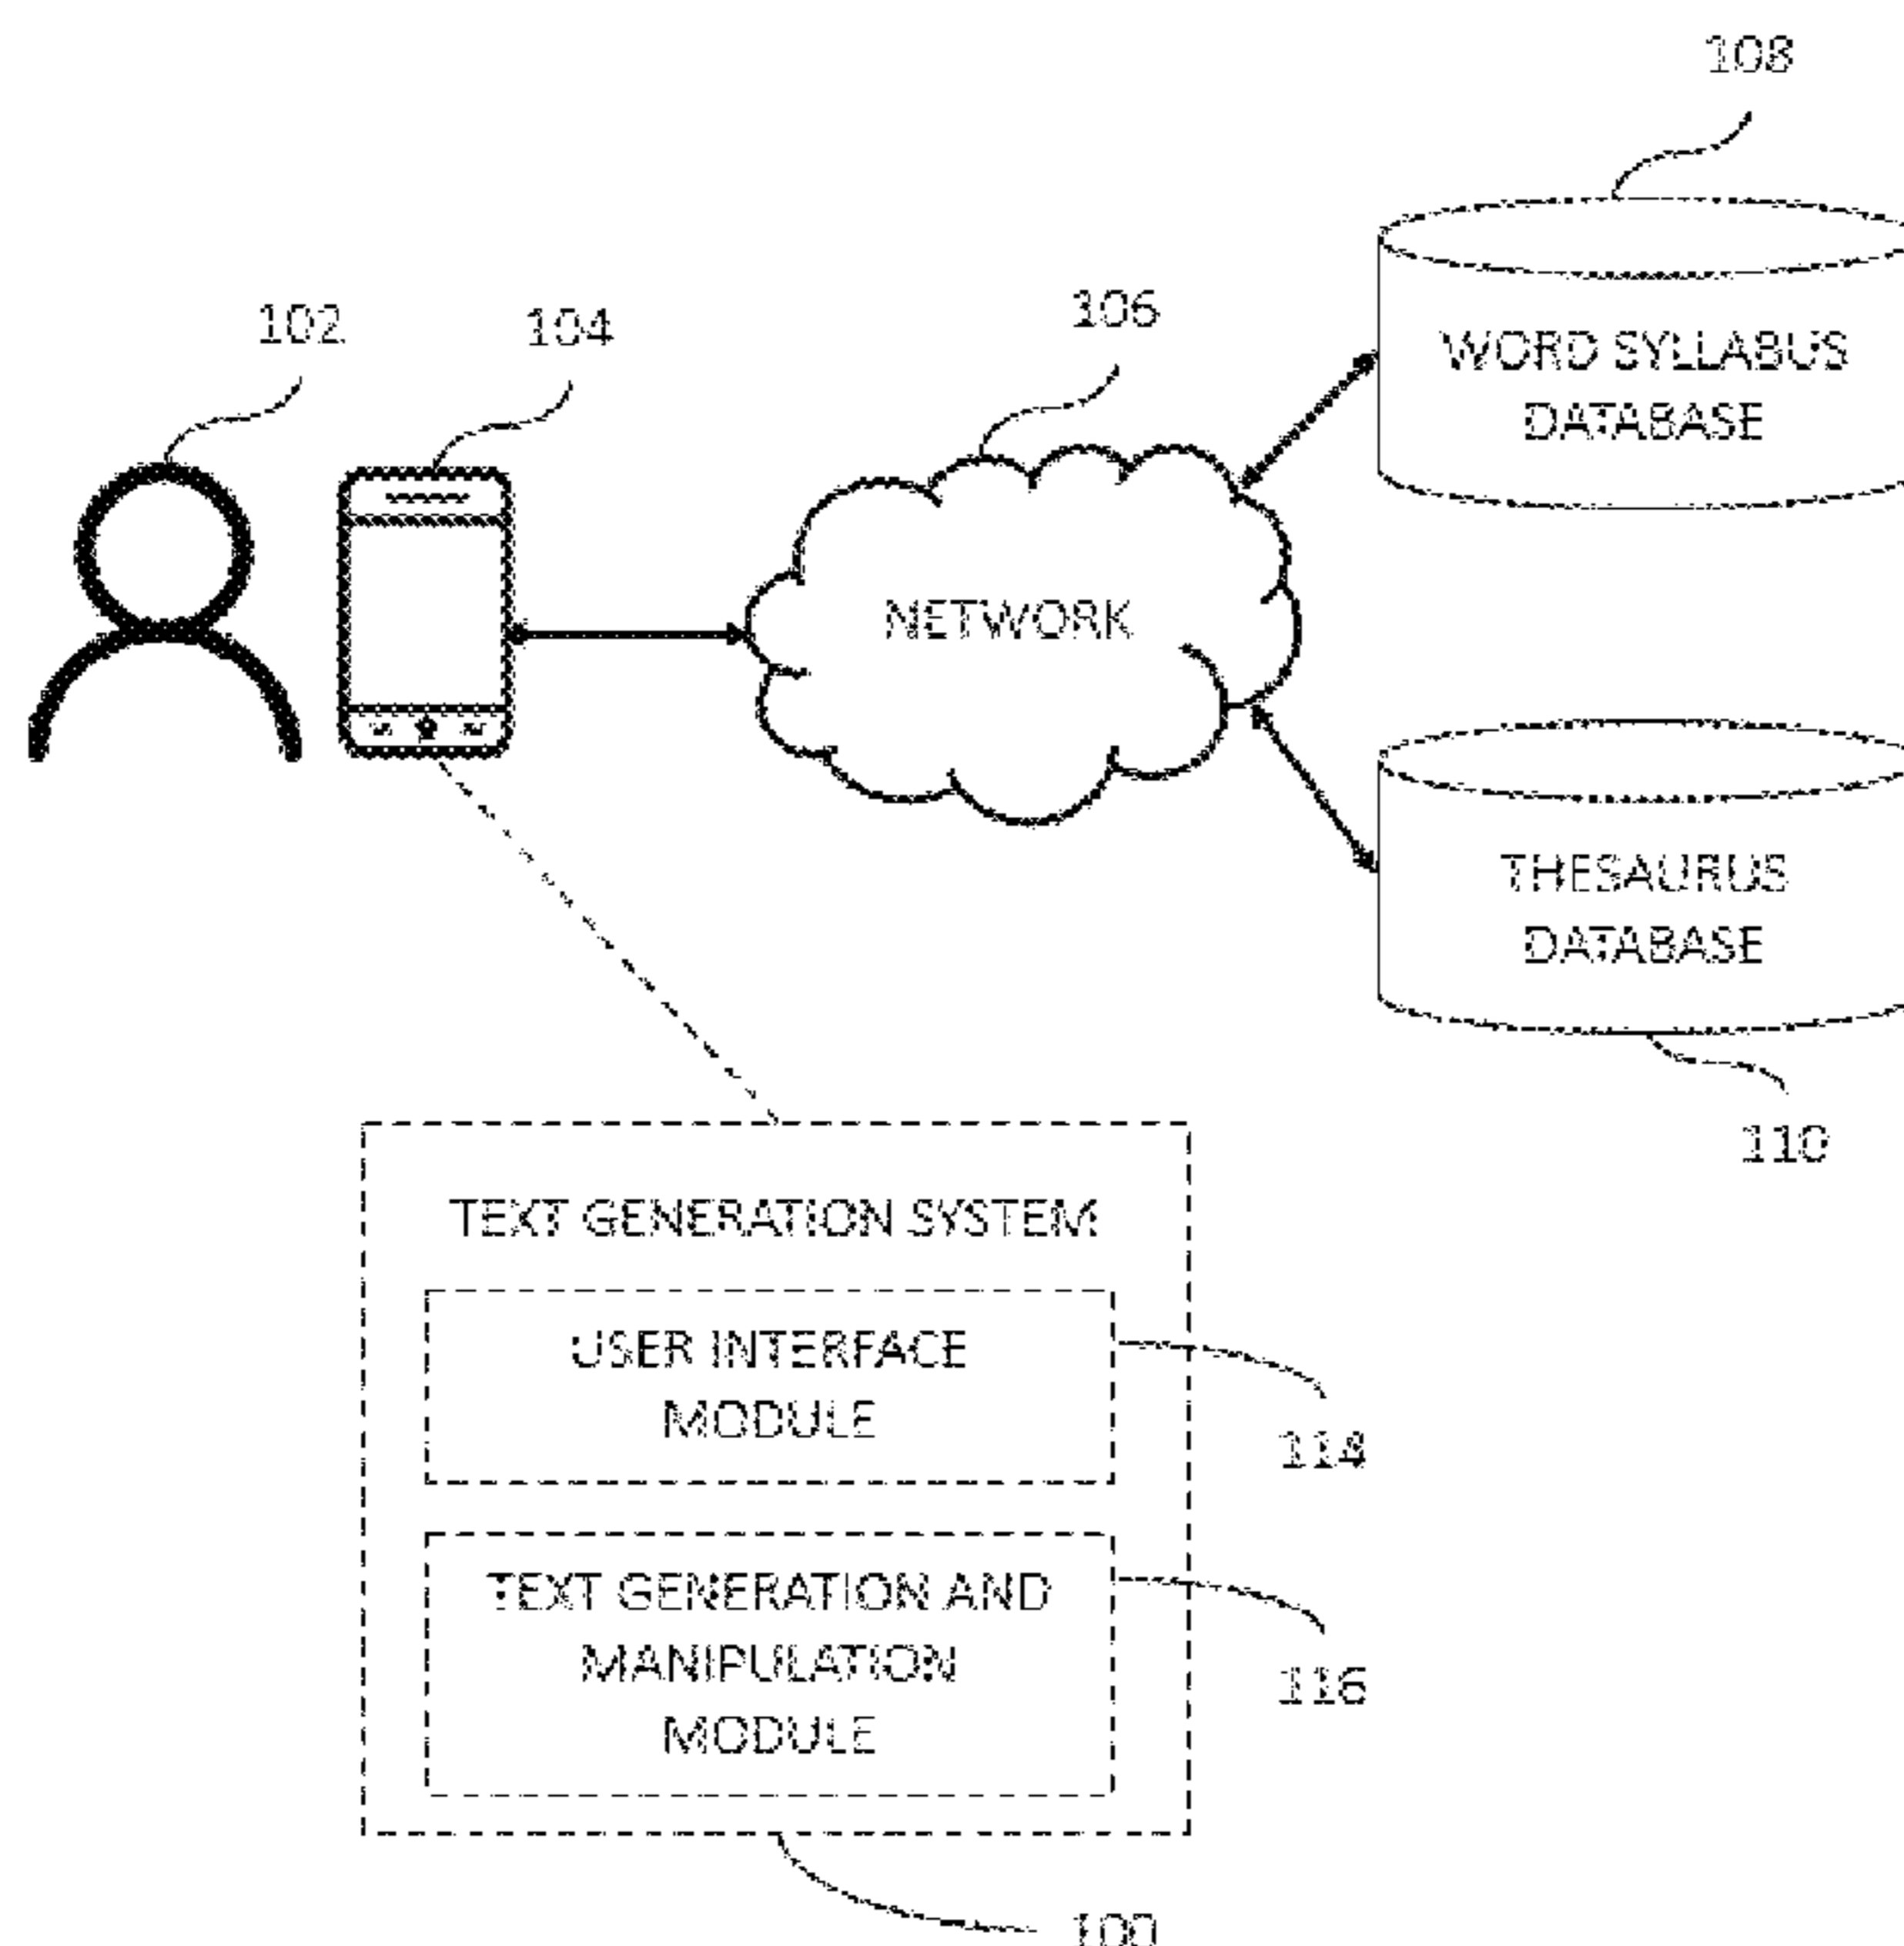 108
102
104
106
WORD SYLLABUS
DATABASE
NETWORK
THESAURUS
DATABASE
110
TEXT GENERATION SYSTEM
USER INTERFACE
MODULE
114
TEXT GENERATION AND
MANIPULATION
MODULE
116
100